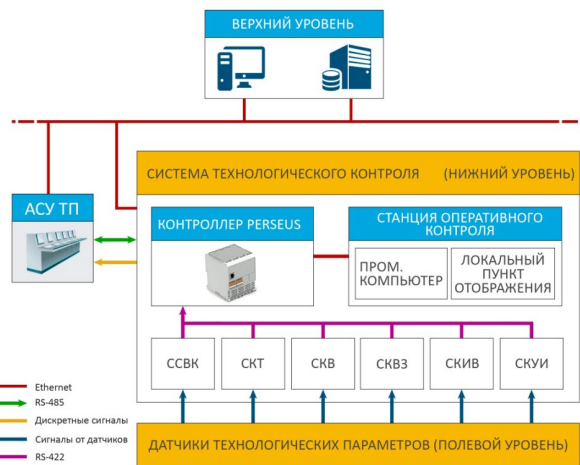 ВЕРХНИЙ УРОВЕНЬ
СИСТЕМА ТЕХНОЛОГИЧЕСКОГО КОНТРОЛЯ (НИЖНИЙ УРОВЕНЬ)
АСУ ТП
КОНТРОЛЛЕР PERSEUS
СТАНЦИЯ ОПЕРАТИВНОГО
КОНТРОЛЯ
ПРОМ.
КОМПЬЮТЕР
ЛОКАЛЬНЫЙ
ПУНКТ
ОТОБРАЖЕНИЯ
ССВК
СКТ
СКВ
СКВЗ
СКИВ
СКУИ
Ethernet
RS-485
Дискретные сигналы
Сигналы от датчиков
RS-422
ДАТЧИКИ ТЕХНОЛОГИЧЕСКИХ ПАРАМЕТРОВ (ПОЛЕВОЙ УРОВЕНЬ)